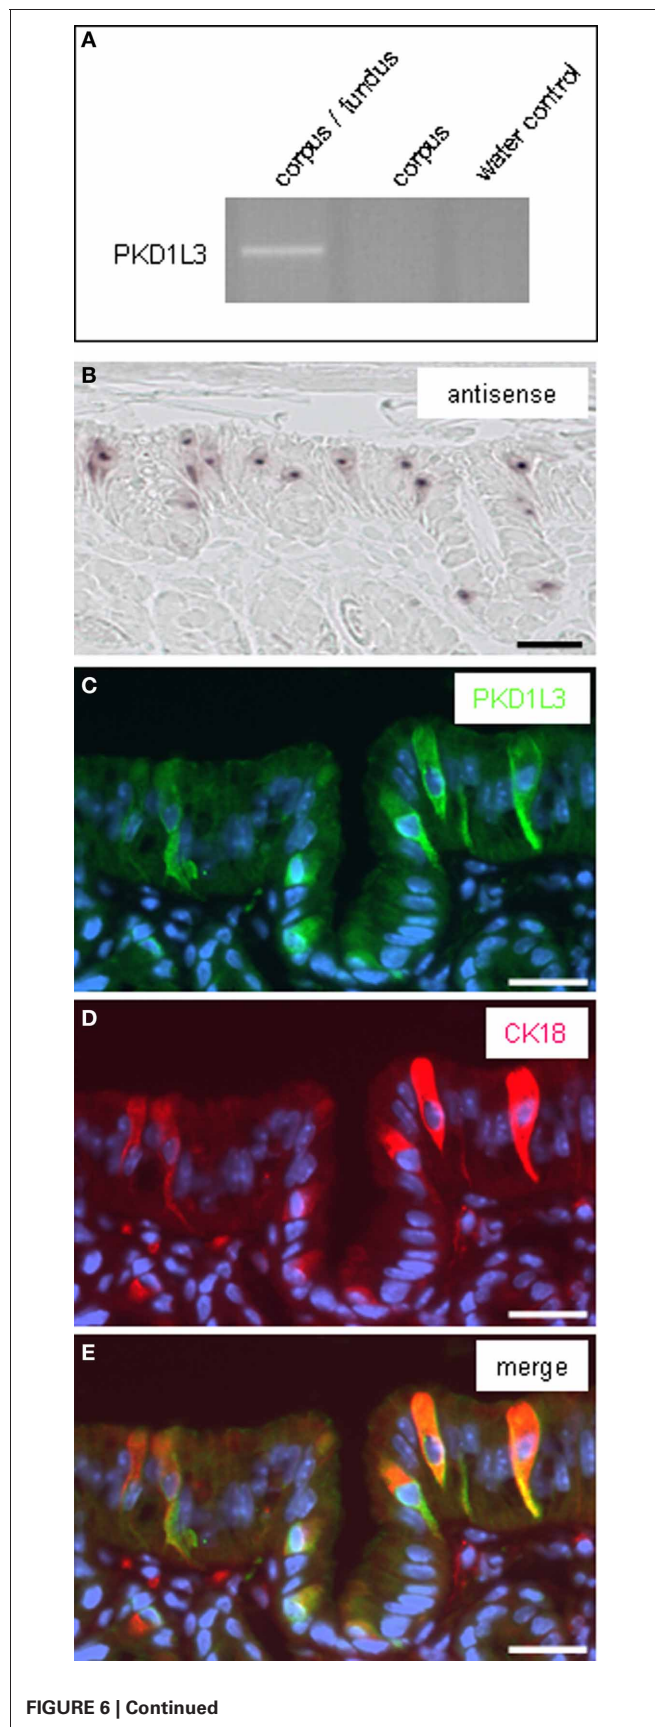 A
corpus / fundus
corpus
water control
PKD1L3
B
antisense
C
PKD1L3
D
CK18
E
merge
FIGURE 6 | Continued